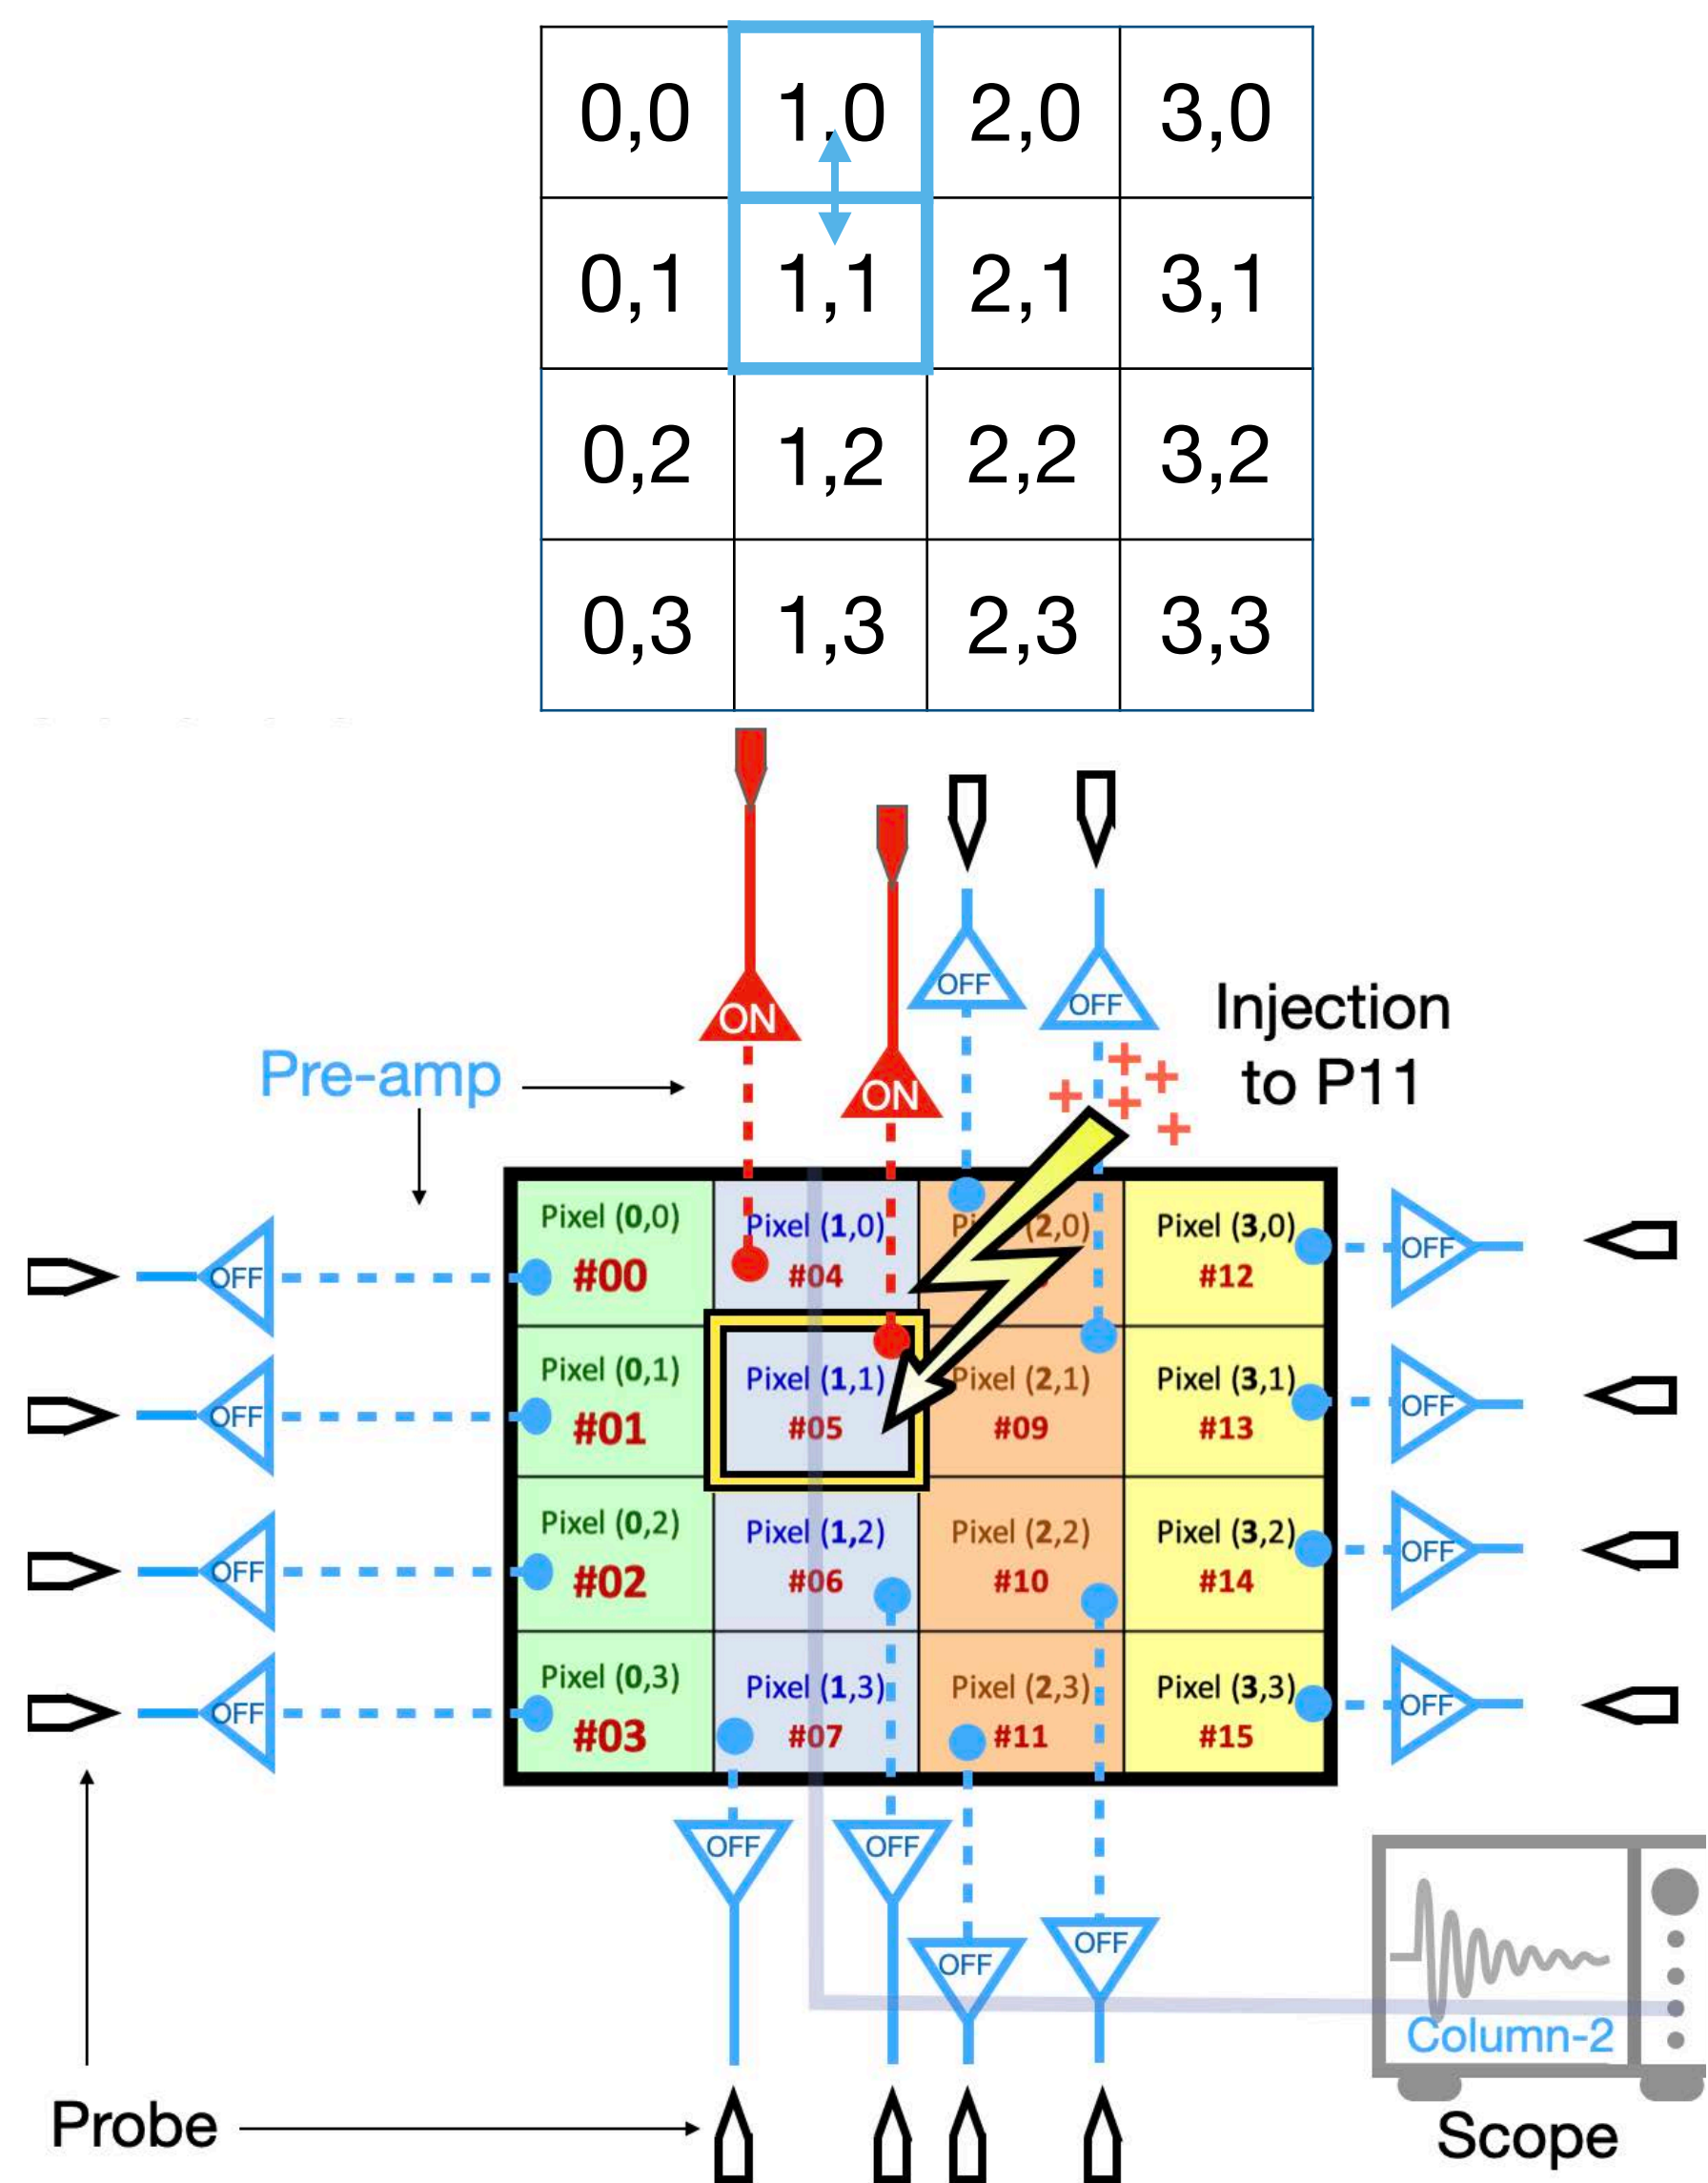 0,0 1,0 2,0 3,0
0,1 1,1 2,1 3,1
0,2 1,2 2,2 3,2
0,3 1,3 2,3 3,3
OFF OFF
ON
Injection
to P11
Pre-amp
ON
Pixel (0,0) Pixel (1,0) (2,0) Pixel (3,0)
#00 #04 #12
OFF OFF
Pixel (0,1) Pixel (1,1) Pixel (2,1) Pixel (3,1)
#01 #05 #09 #13
OFF OFF
Pixel (0,2) Pixel (1,2) Pixel (2,2) Pixel (3,2)
#02 #06 #10 #14
OFF OFF
Pixel (0,3) Pixel (1,3) Pixel (2,3) Pixel (3,3)
#03 #07 #11 #15
OFF OFF
OFF OFF
OFF OFF
Column-2
Probe
Scope